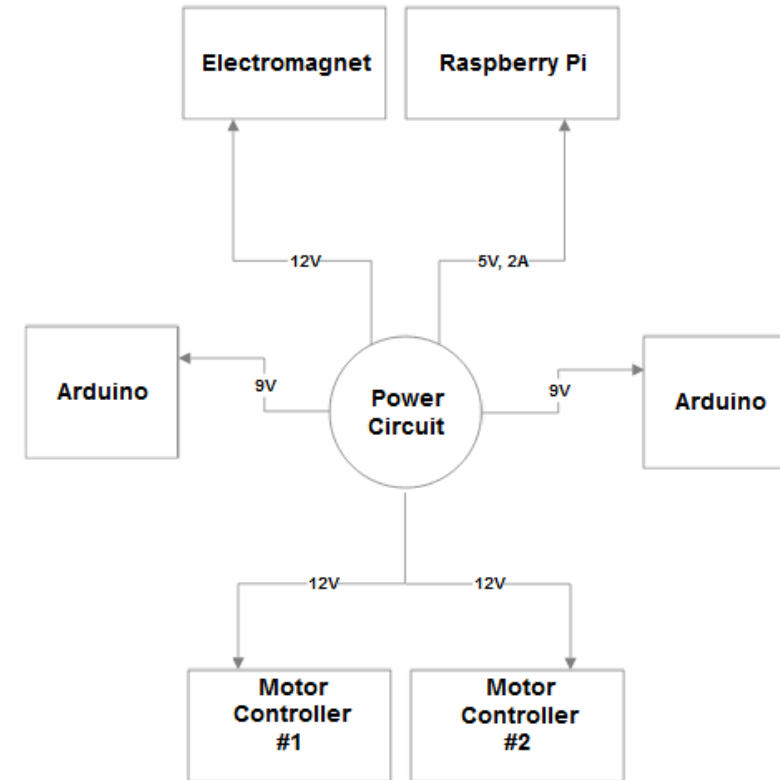 Electromagnet
Raspberry Pi
12V
5V, 2A
Arduino
9V
Power
Circuit
9V
Arduino
12V
12V
Motor
Controller
#1
Motor
Controller
#2